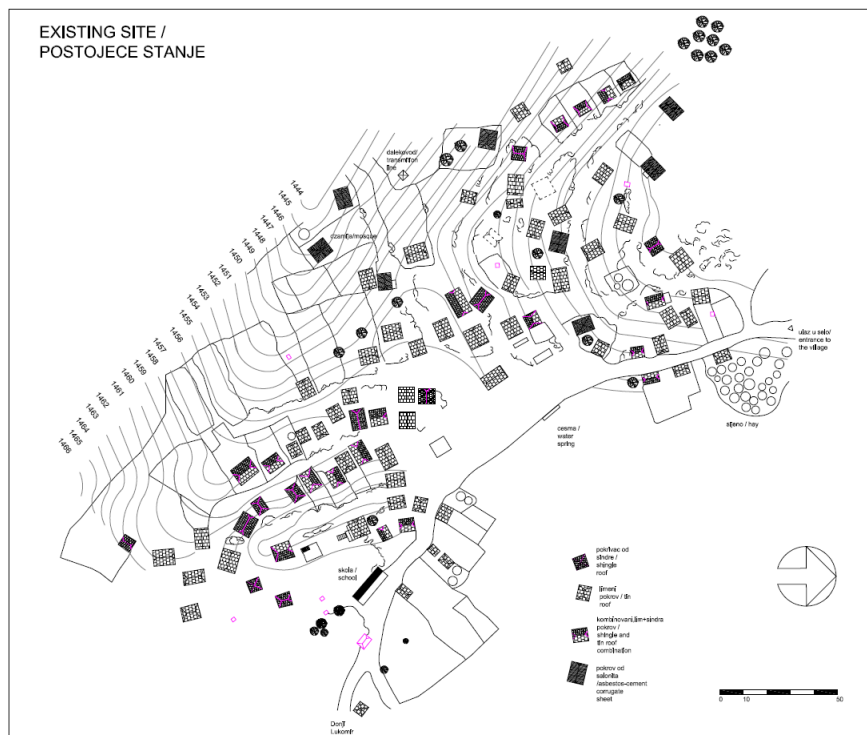 EXISTING SITE /
POSTOJECE STANJE
dalekovod/
transmition
line
dzamija/mosque
1444
1445
1446
1447
1448
1449
1450
1451
1452
1453
1454
1455
1456
1457
1458
1459
1460
1461
1462
1463
1464
1465
1466
ulaz u selo/
entrance to
the village
sijeno / hay
cesma /
water
spring
skola /
school
Donji
Lukomir
pokrivac od
sindre /
shingle
roof
limeni
pokrov / tin
roof
kombinovani,lim+sindra
pokrov /
shingle and
tin roof
combination
pokrov od
salonita
/asbestos-cement
corrugate
sheet
0
10
50